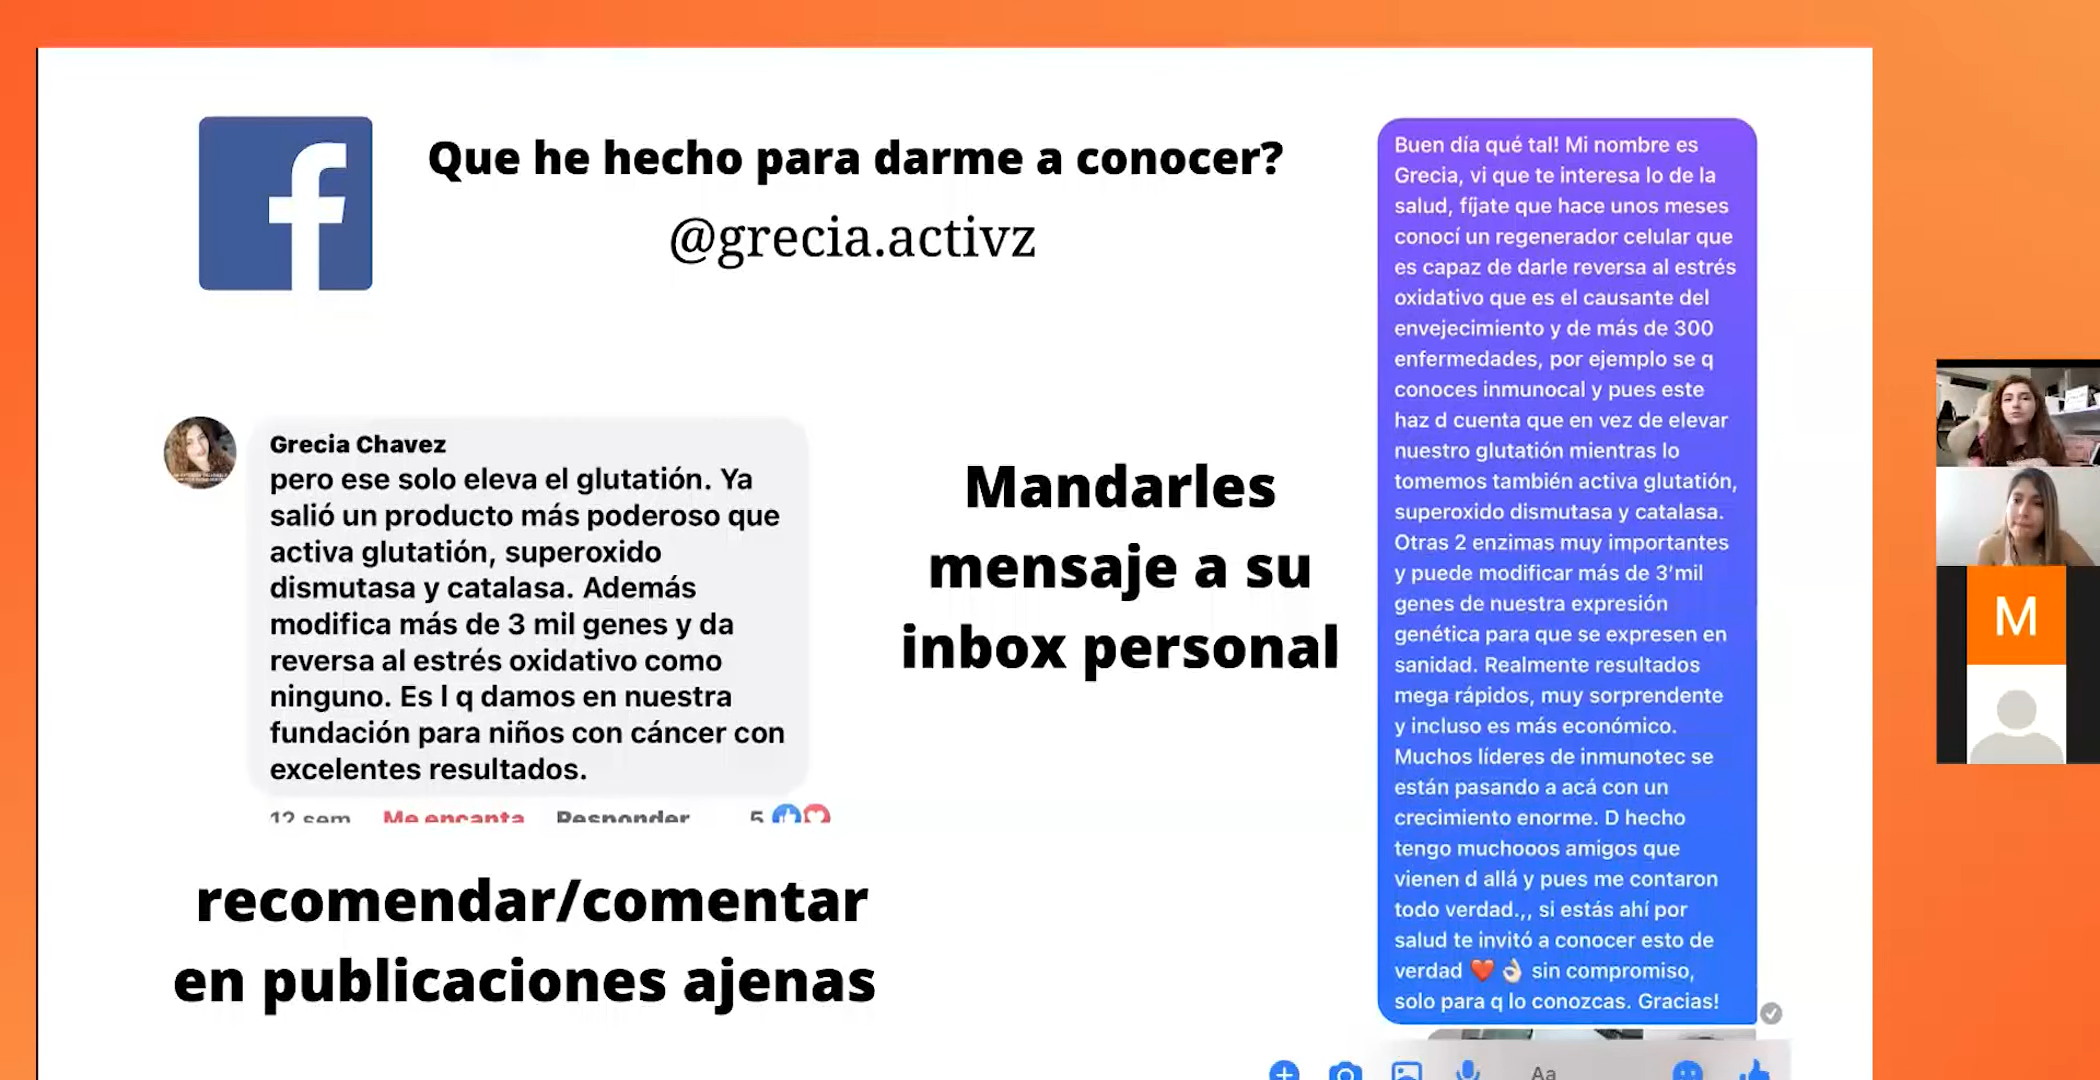 Que he hecho para darme a conocer?
@grecia.activz
Grecia Chavez
pero ese solo eleva el glutatión. Ya
salió un producto más poderoso que
activa glutatión, superoxido
dismutasa y catalasa. Además
modifica más de 3 mil genes y da
reversa al estrés oxidativo como
ninguno. Es l q damos en nuestra
fundación para niños con cáncer con
excelentes resultados.
12 sem Me encanta Responder 5
recomendar/comentar
en publicaciones ajenas
Mandarles
mensaje a su
inbox personal
Buen día qué tal! Mi nombre es
Grecia, vi que te interesa lo de la
salud, fíjate que hace unos meses
conocí un regenerador celular que
es capaz de darle reversa al estrés
oxidativo que es el causante del
envejecimiento y de más de 300
enfermedades, por ejemplo se q
conoces inmunocal y pues este
haz d cuenta que en vez de elevar
nuestro glutatión mientras lo
tomemos también activa glutatión,
superoxido dismutasa y catalasa.
Otras 2 enzimas muy importantes
y puede modificar más de 3'mil
genes de nuestra expresión
genética para que se expresen en
sanidad. Realmente resultados
mega rápidos, muy sorprendente
y incluso es más económico.
Muchos líderes de inmunotec se
están pasando a acá con un
crecimiento enorme. D hecho
tengo muchooos amigos que
vienen d allá y pues me contaron
todo verdad.,, si estás ahí por
salud te invitó a conocer esto de
verdad ❤️👌🏻 sin compromiso,
solo para q lo conozcas. Gracias!
Aa
M